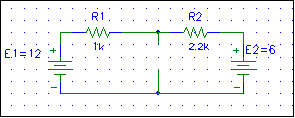 R1
R2
E1=12
1k
2.2k
E2=6
+
+
-
-